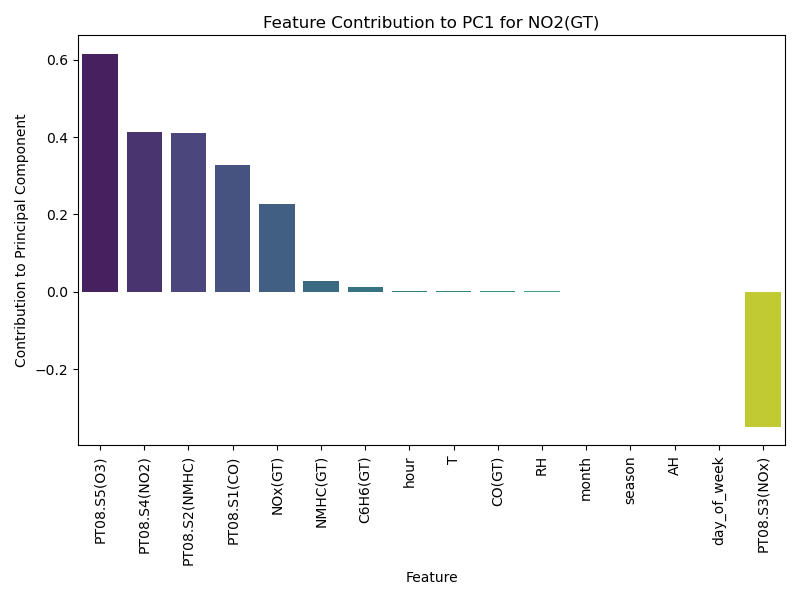 Feature Contribution to PC1 for NO2(GT)
Contribution to Principal Component
0.6
0.4
0.2
0.0
−0.2
PT08.S5(O3)
PT08.S4(NO2)
PT08.S2(NMHC)
PT08.S1(CO)
NOx(GT)
NMHC(GT)
C6H6(GT)
hour
T
CO(GT)
RH
month
season
AH
day_of_week
PT08.S3(NOx)
Feature